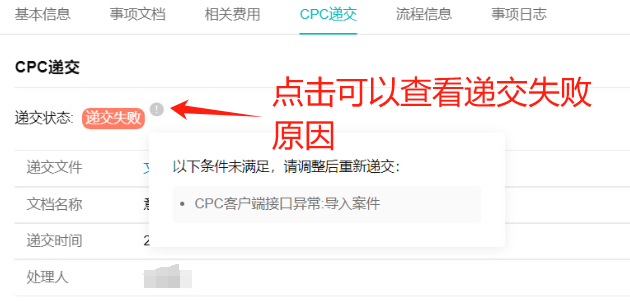 基本信息 事项文档 相关费用 CPC递交 流程信息 事项日志
CPC递交
点击可以查看递交失败
原因
递交状态: 递交失败 !
以下条件未满足，请调整后重新递交：
• CPC客户端接口异常:导入案件
递交文件
文档名称
递交时间 2
处理人